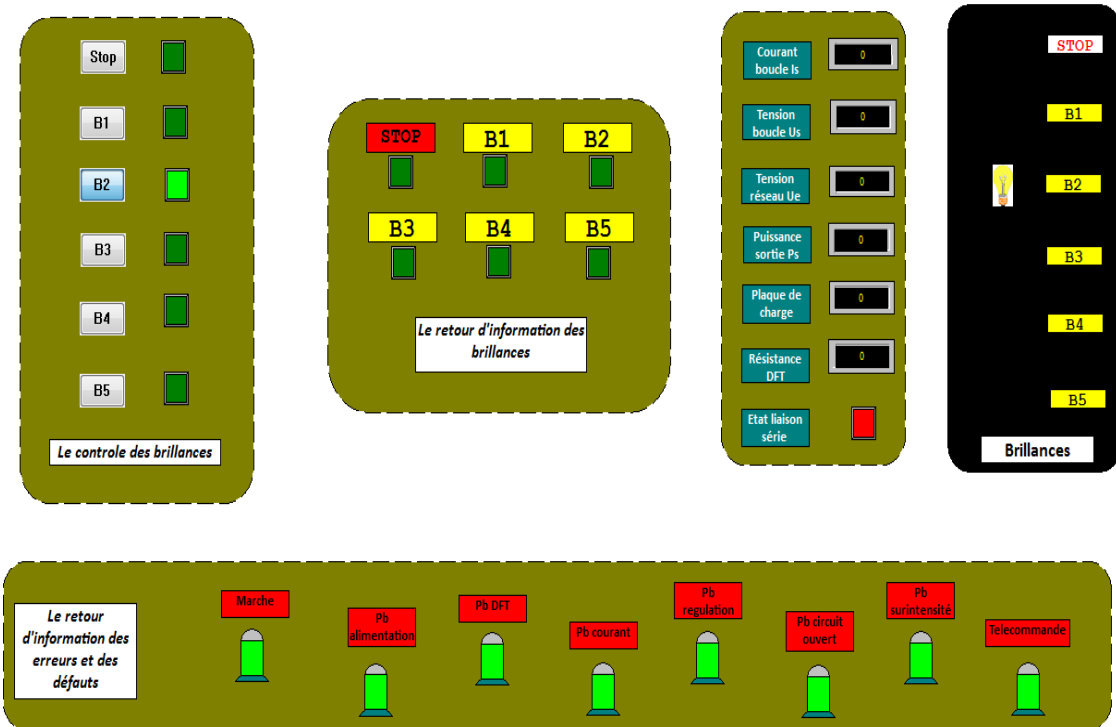 Stop
B1
B2
B3
B4
B5
Le controle des brillances
STOP
B1
B2
B3
B4
B5
Le retour d'information des
brillances
Courant
boucle Is
0
Tension
boucle Us
0
Tension
réseau Ue
0
Puissance
sortie Ps
0
Plaque de
charge
0
Résistance
DFT
0
Etat liaison
série
STOP
B1
B2
B3
B4
B5
Brillances
Le retour
d'information des
erreurs et des
défauts
Marche
Pb
alimentation
Pb DFT
Pb courant
Pb
regulation
Pb circuit
ouvert
Pb
surintensité
Telecommande